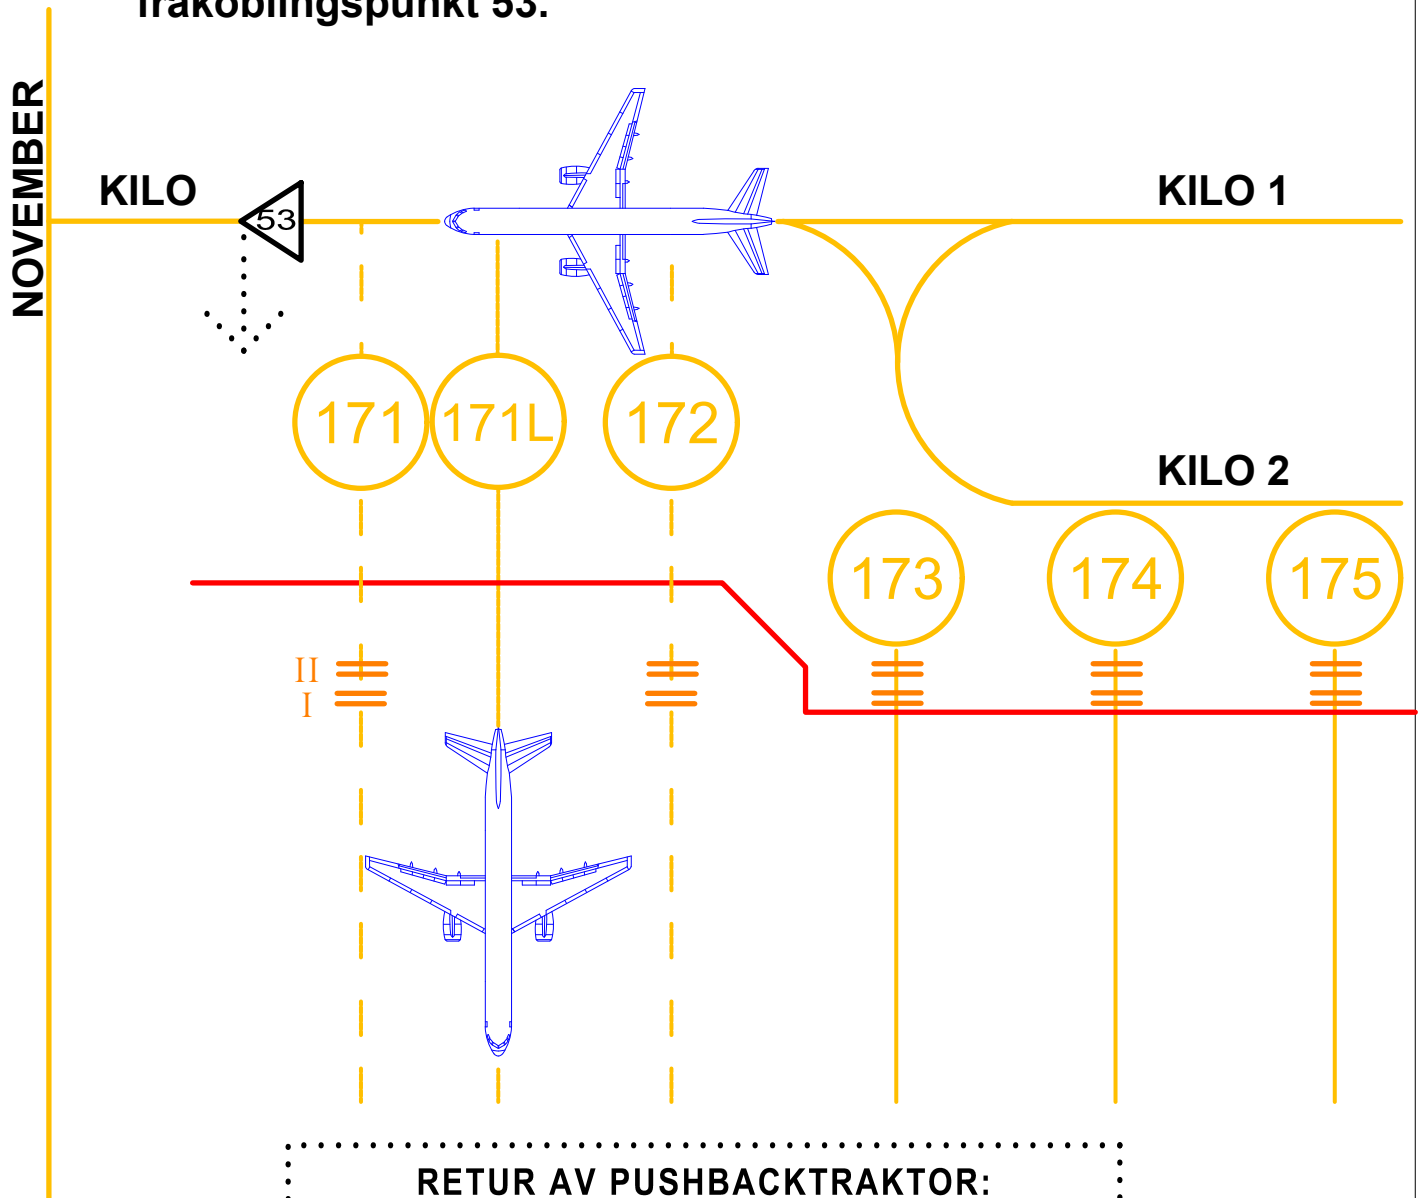 frakoblingspunkt 53.
NOVEMBER
KILO
53
KILO 1
171
171L
172
KILO 2
173
174
175
II
I
RETUR AV PUSHBACKTRAKTOR: